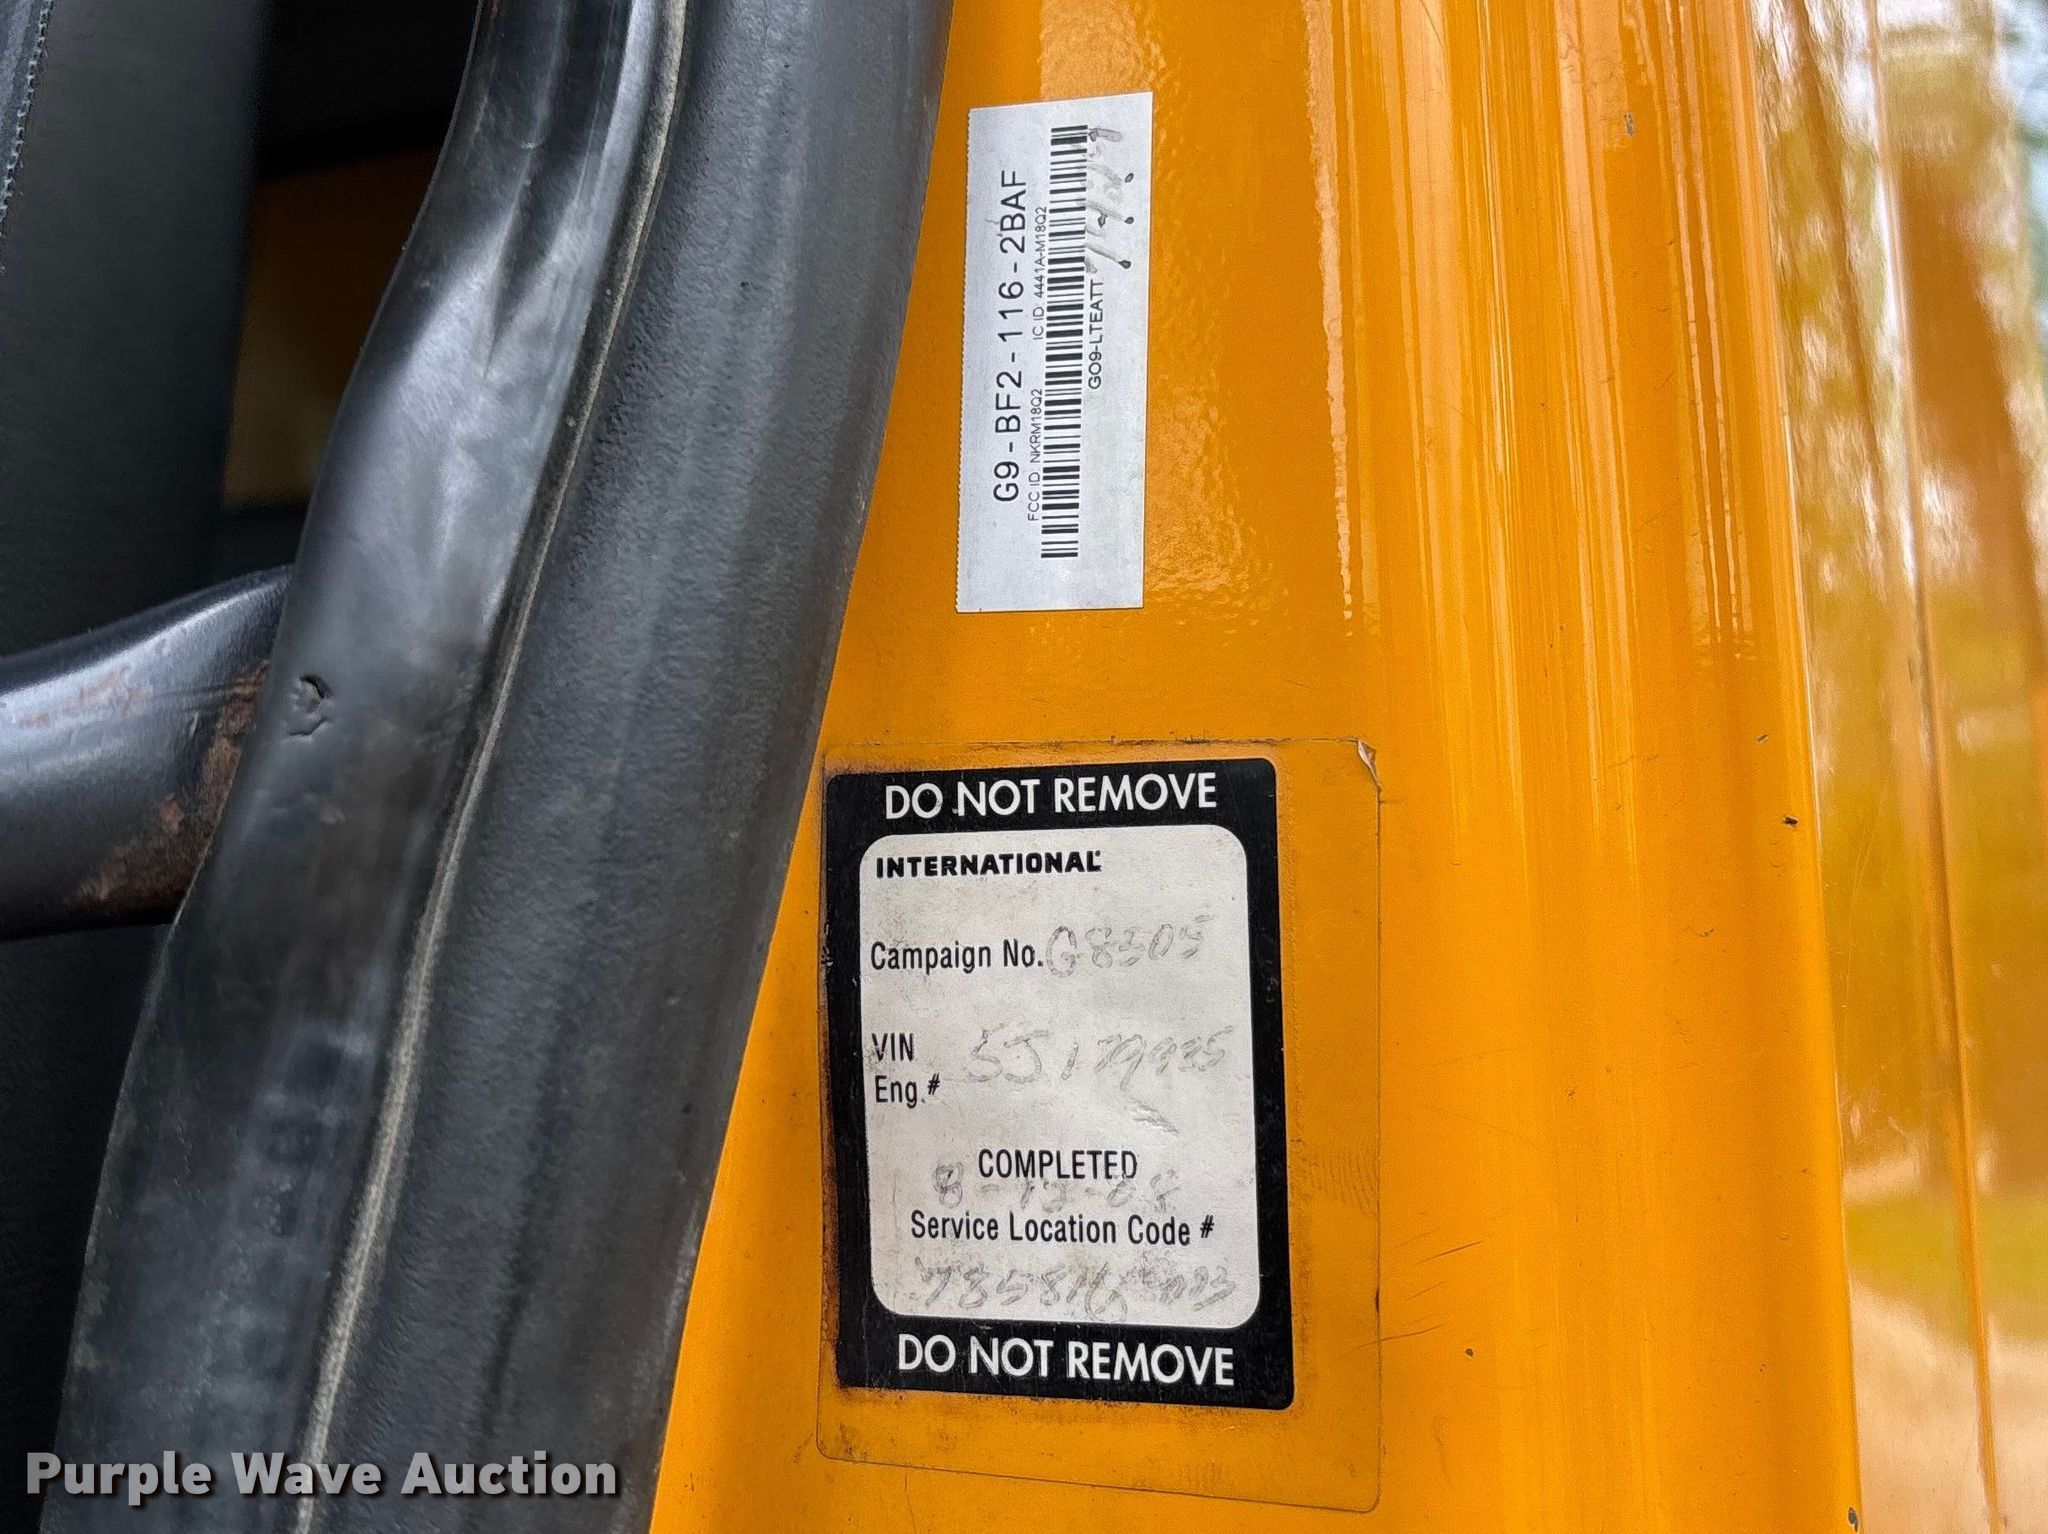 G9-BF2-116-2BAF
FCC ID: NKRM18Q2 IC ID: 4441A-M18Q2
GO9-LTEATT
DO NOT REMOVE
INTERNATIONAL
Campaign No. G8505
VIN
Eng.#
COMPLETED
Service Location Code #
DO NOT REMOVE
Purple Wave Auction